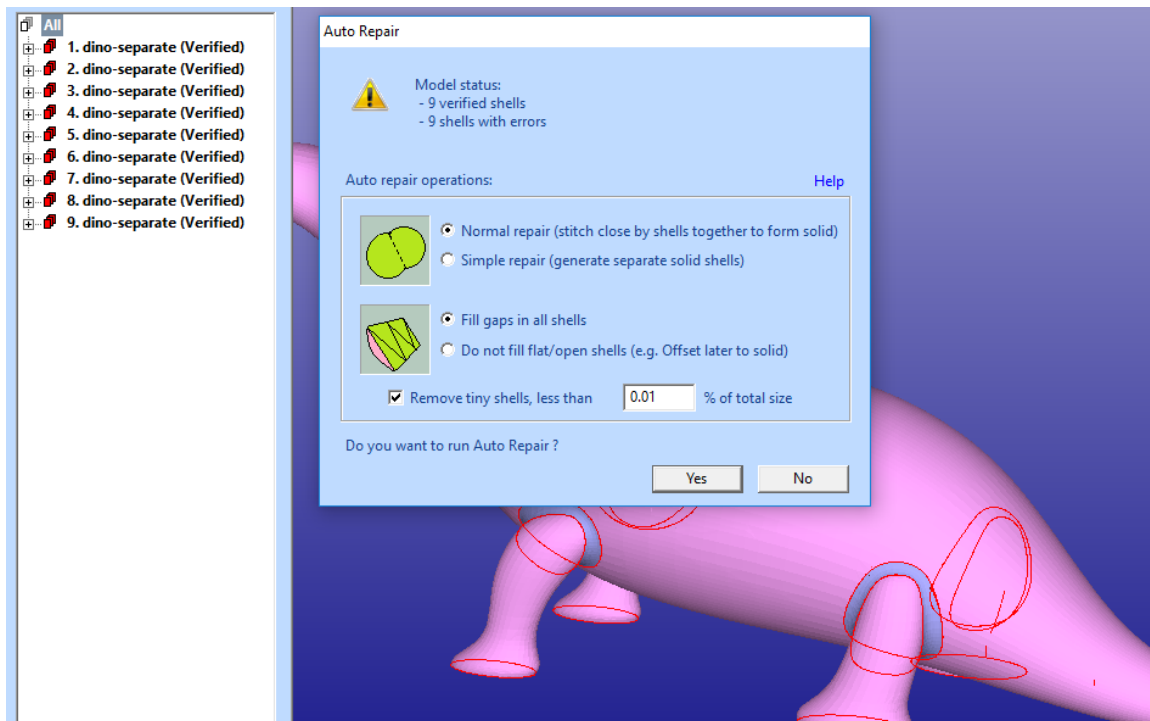 All
1. dino-separate (Verified)
2. dino-separate (Verified)
3. dino-separate (Verified)
4. dino-separate (Verified)
5. dino-separate (Verified)
6. dino-separate (Verified)
7. dino-separate (Verified)
8. dino-separate (Verified)
9. dino-separate (Verified)
Auto Repair
Model status:
- 9 verified shells
- 9 shells with errors
Auto repair operations:
Help
Normal repair (stitch close by shells together to form solid)
Simple repair (generate separate solid shells)
Fill gaps in all shells
Do not fill flat/open shells (e.g. Offset later to solid)
Remove tiny shells, less than 0.01 % of total size
Do you want to run Auto Repair ?
Yes No